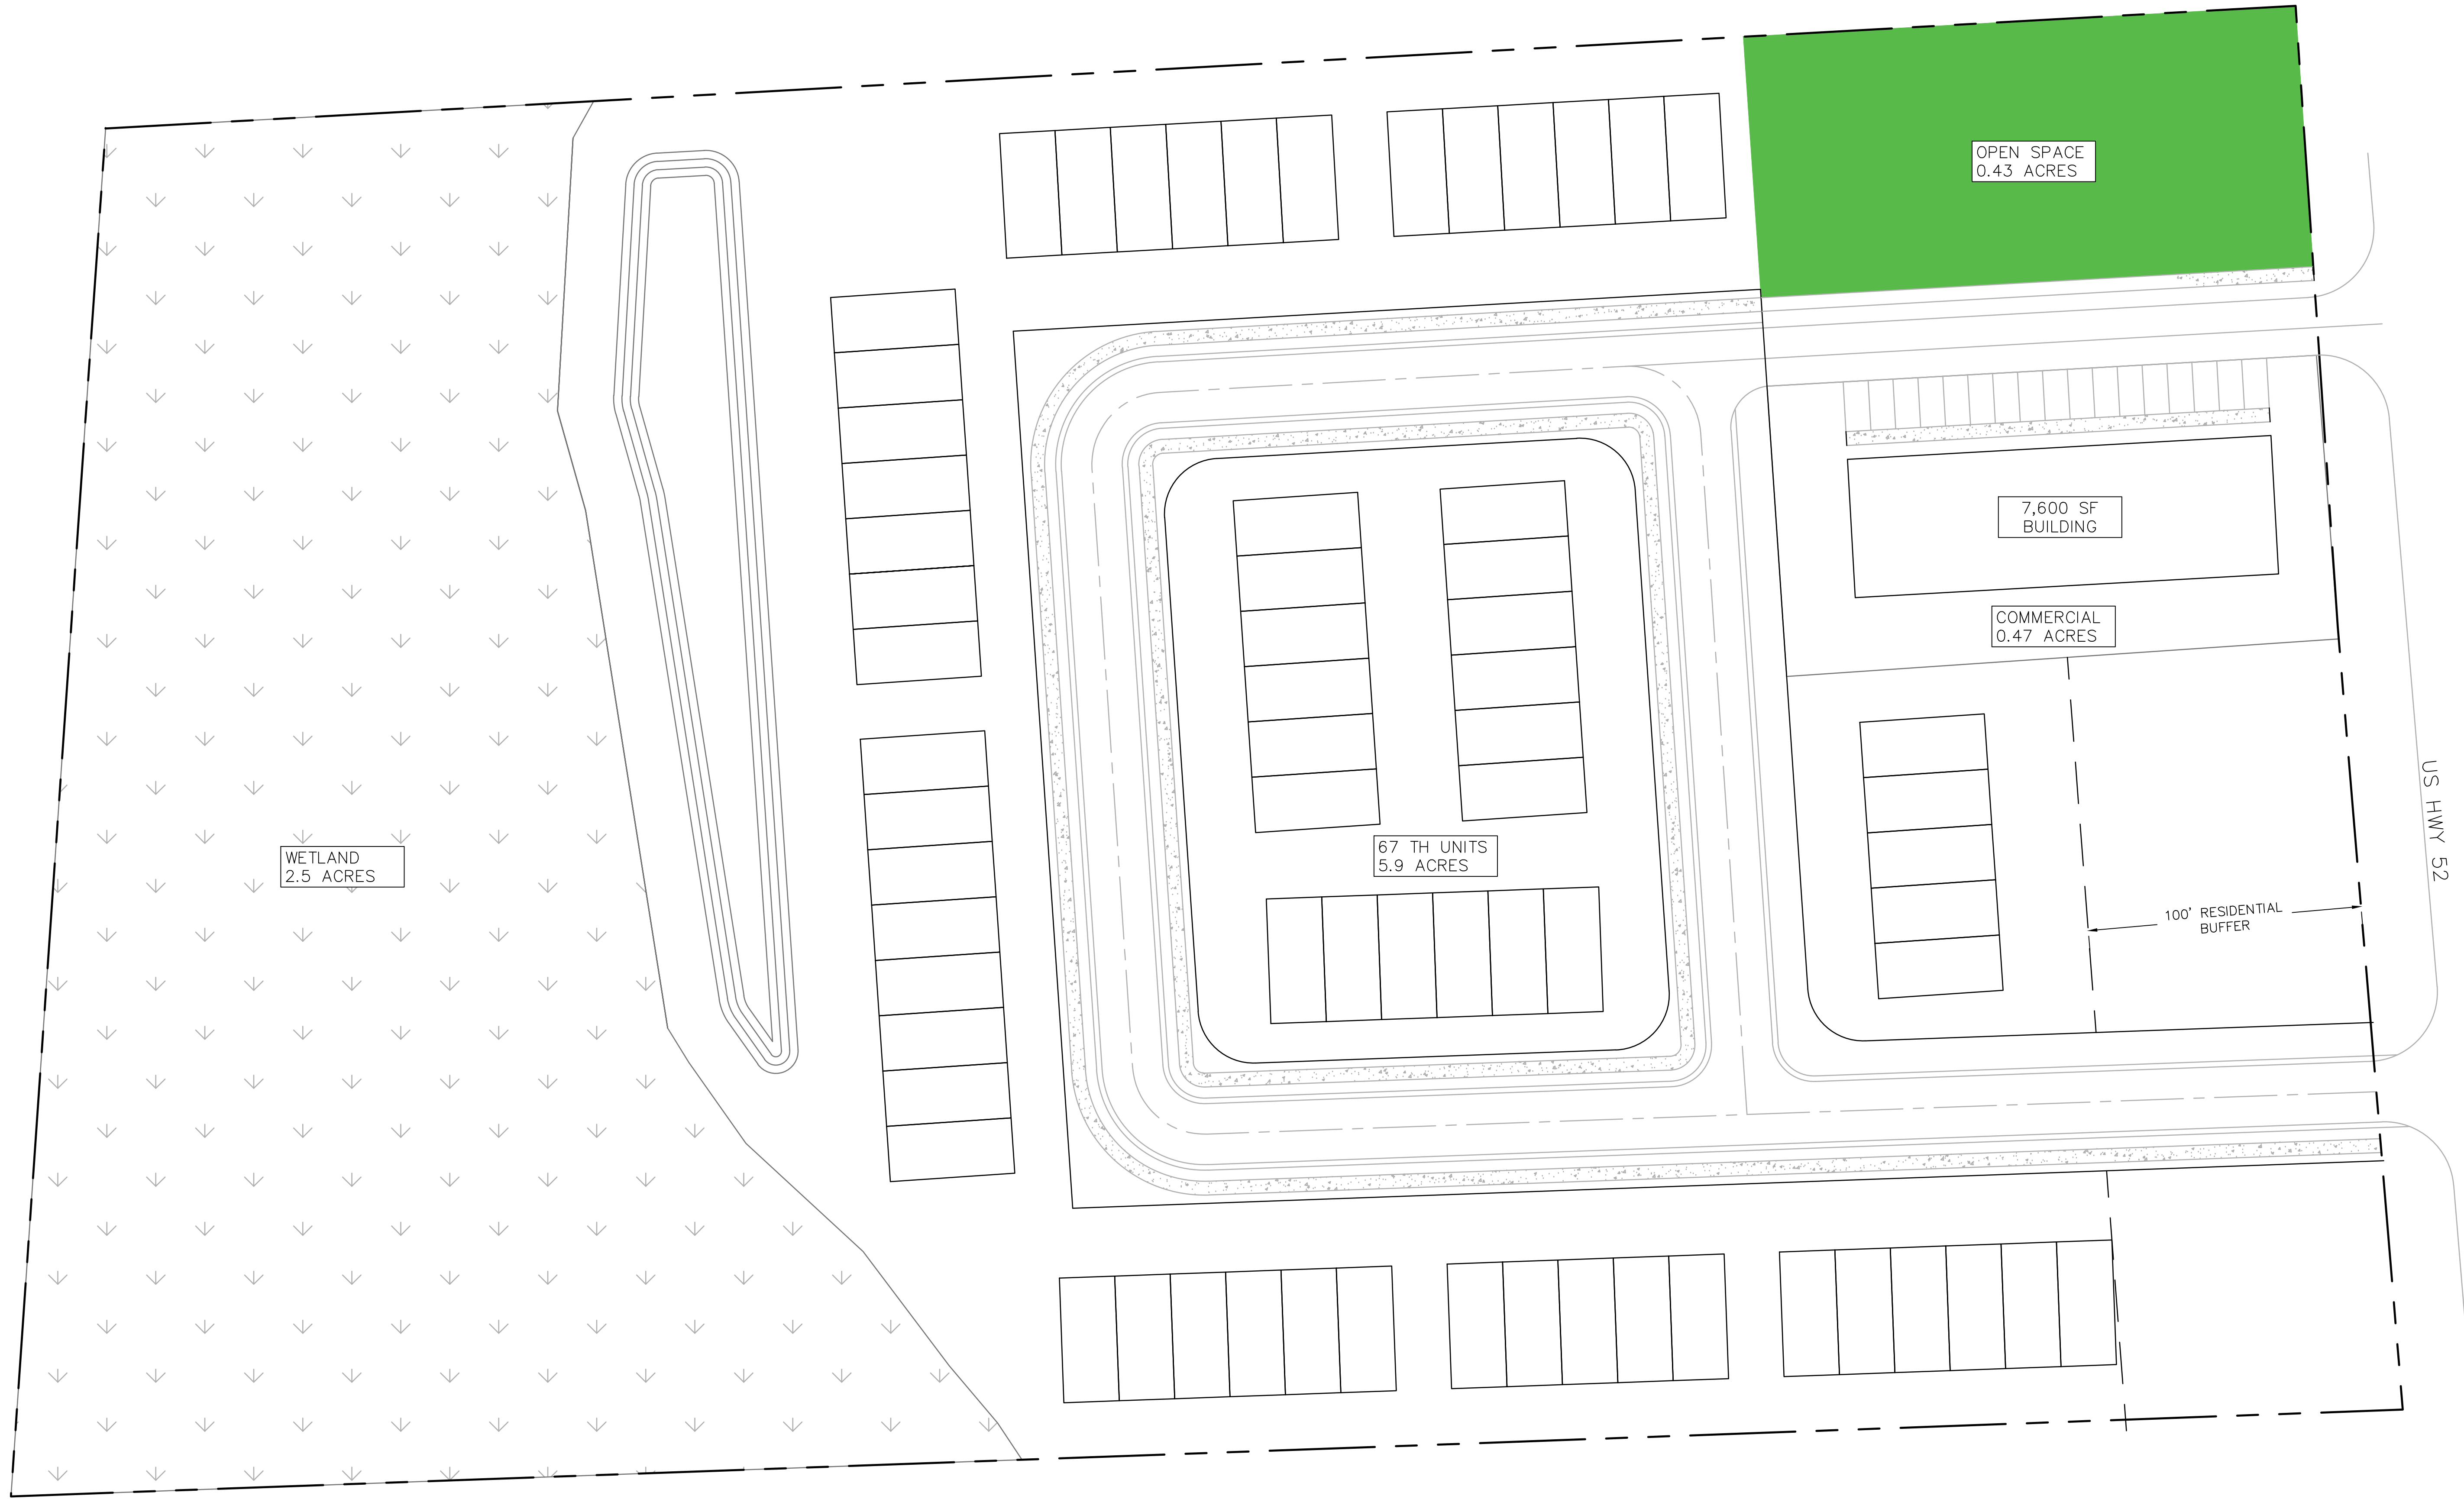 OPEN SPACE
0.43 ACRES
7,600 SF
BUILDING
COMMERCIAL
0.47 ACRES
US HWY 52
WETLAND
2.5 ACRES
67 TH UNITS
5.9 ACRES
100' RESIDENTIAL
BUFFER